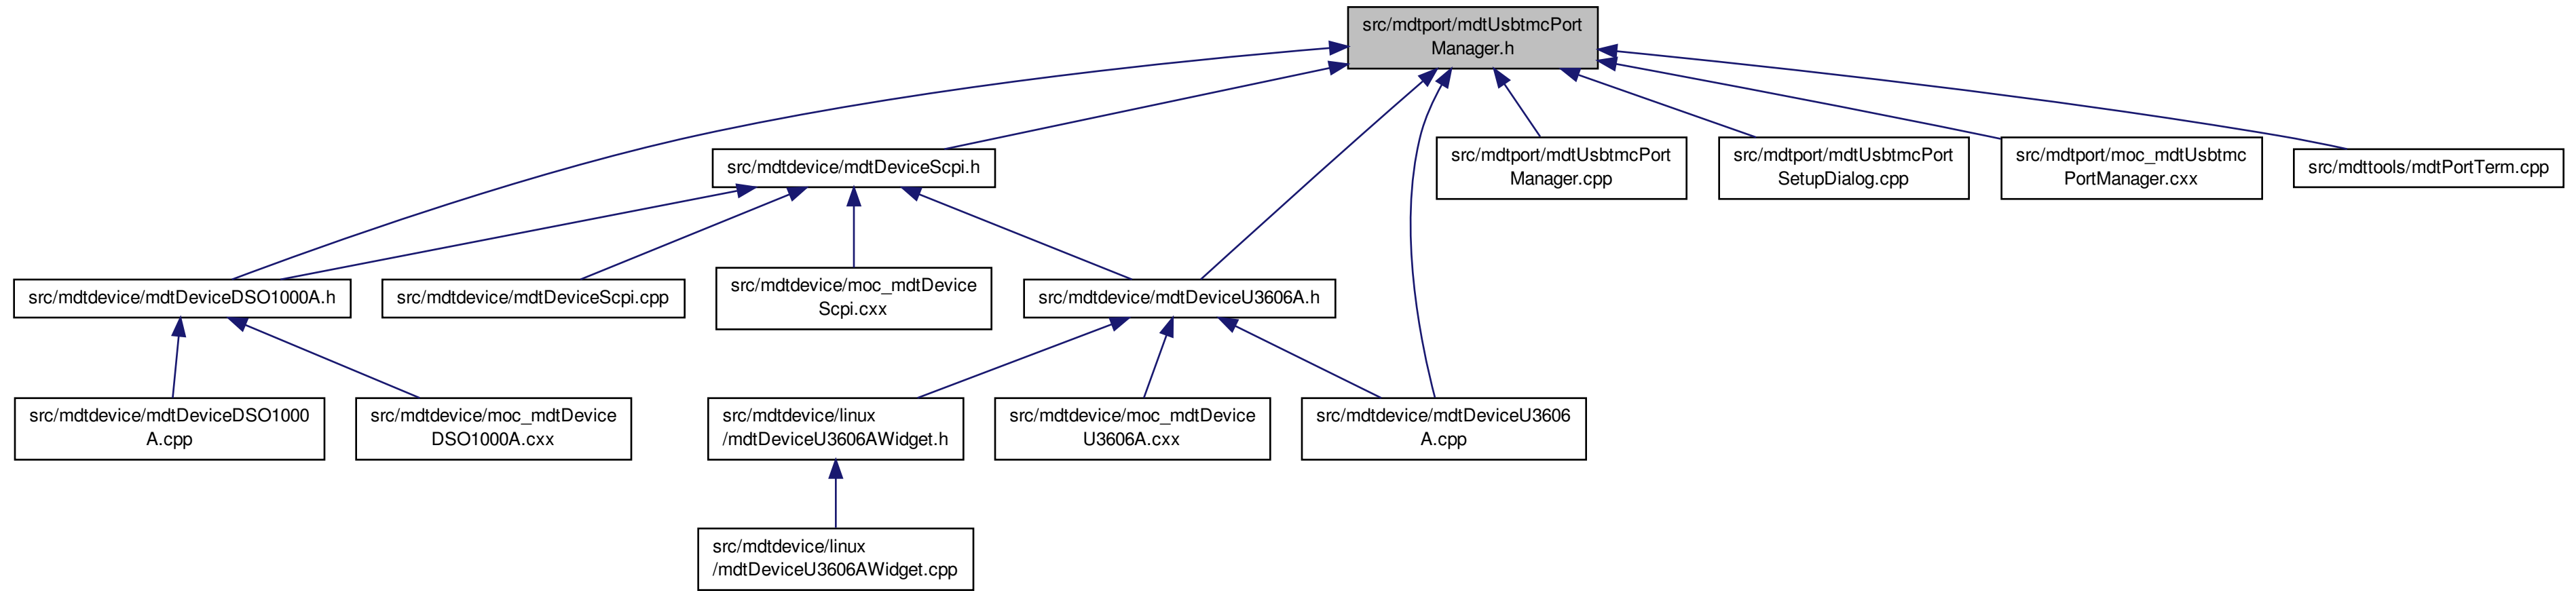 src/mdtport/mdtUsbtmcPort
Manager.h
src/mdtdevice/mdtDeviceScpi.h
src/mdtport/mdtUsbtmcPort
Manager.cpp
src/mdtport/mdtUsbtmcPort
SetupDialog.cpp
src/mdtport/moc_mdtUsbtmc
PortManager.cxx
src/mdttools/mdtPortTerm.cpp
src/mdtdevice/mdtDeviceDSO1000A.h
src/mdtdevice/mdtDeviceScpi.cpp
src/mdtdevice/moc_mdtDevice
Scpi.cxx
src/mdtdevice/mdtDeviceU3606A.h
src/mdtdevice/mdtDeviceDSO1000
A.cpp
src/mdtdevice/moc_mdtDevice
DSO1000A.cxx
src/mdtdevice/linux
/mdtDeviceU3606AWidget.h
src/mdtdevice/moc_mdtDevice
U3606A.cxx
src/mdtdevice/mdtDeviceU3606
A.cpp
src/mdtdevice/linux
/mdtDeviceU3606AWidget.cpp